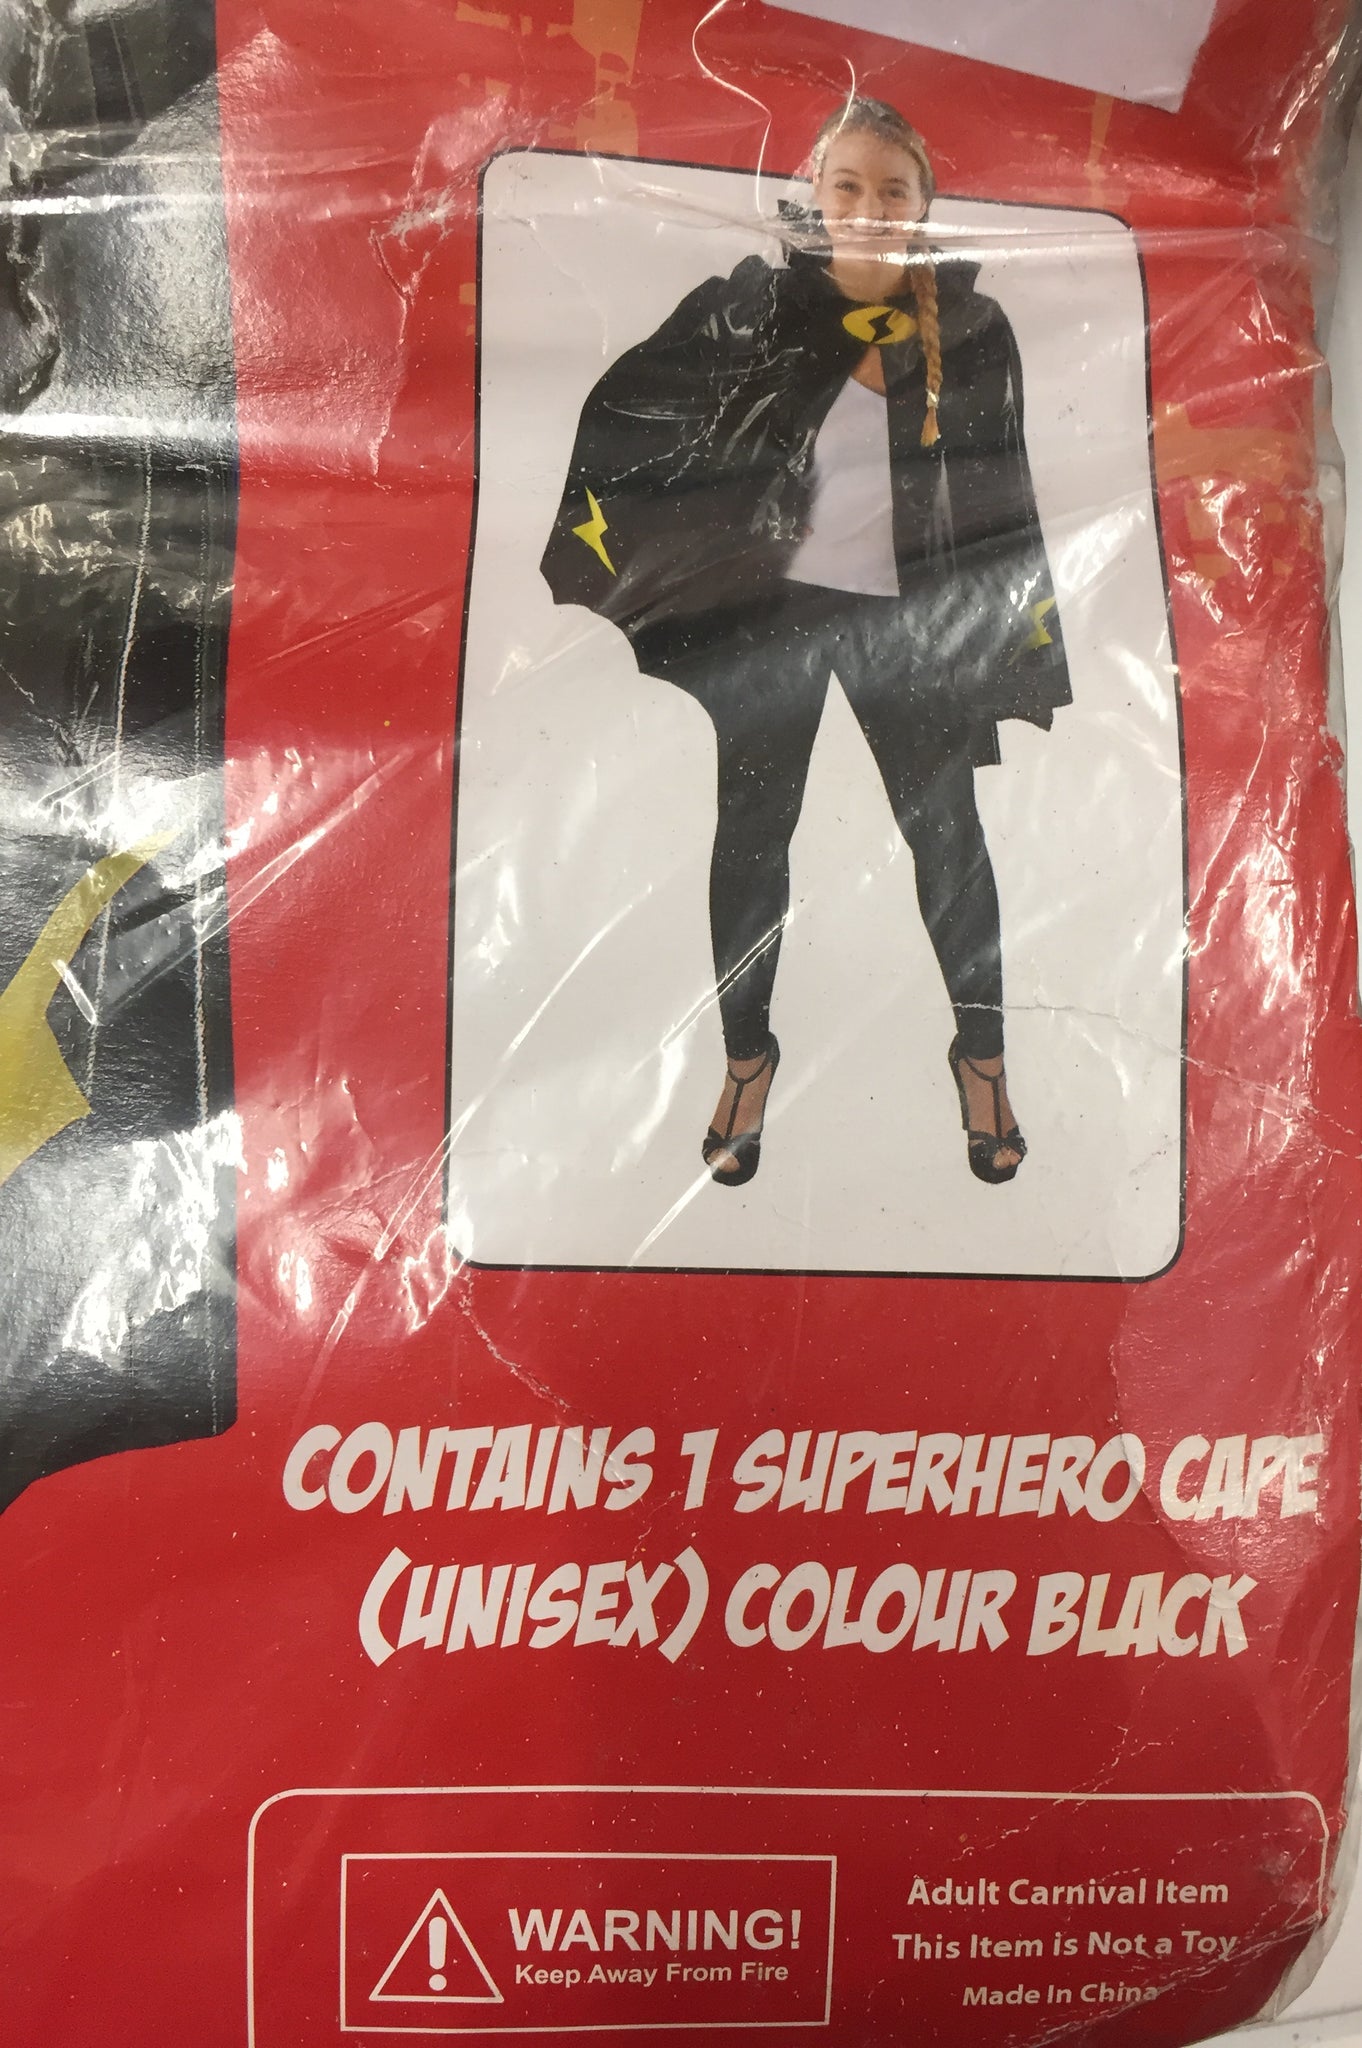 CONTAINS 1 SUPERHERO CAPE
(UNISEX) COLOUR BLACK
WARNING!
Keep Away From Fire
Adult Carnival Item
This Item is Not a Toy
Made In China